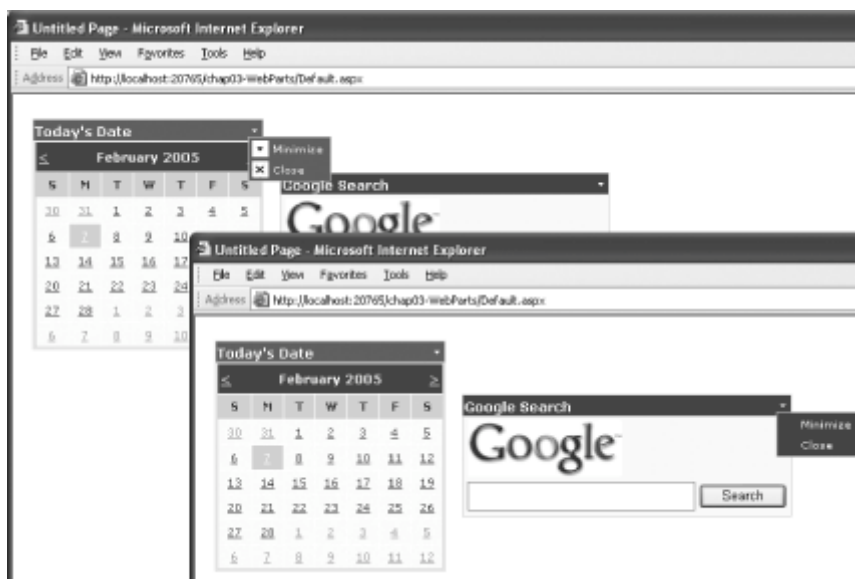 Untitled Page - Microsoft Internet Explorer
File Edit View Favorites Tools Help
Address http://localhost:20765/chap03-WebParts/Default.aspx
Today's Date
Minimize
Close
< February 2005
S M T W T F S
30 31 1 2 3 4 5
6 7 8 9 10
13 14 15 16 17
20 21 22 23 24
27 28 1 2 3
6 7 8 9 10
Google Search
Google
Untitled Page - Microsoft Internet Explorer
File Edit View Favorites Tools Help
Address http://localhost:20765/chap03-WebParts/Default.aspx
Today's Date
< February 2005 >
S M T W T F S
30 31 1 2 3 4 5
6 7 8 9 10 11 12
13 14 15 16 17 18 19
20 21 22 23 24 25 26
27 28 1 2 3 4 5
6 7 8 9 10 11 12
Google Search
Minimize
Close
Google
Search